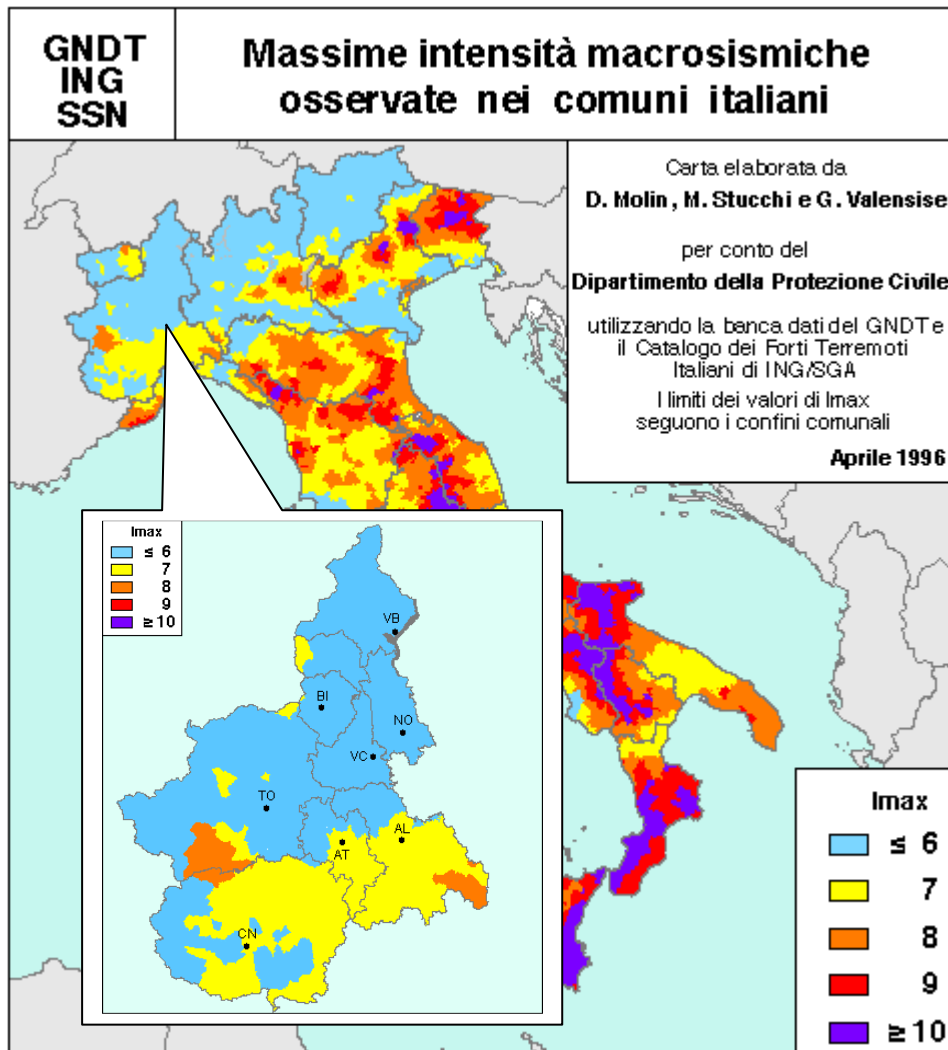 GNDT
ING
SSN
Massime intensità macrosismiche
osservate nei comuni italiani
Carta elaborata da
D. Molin, M. Stucchi e G. Valensise
per conto del
Dipartimento della Protezione Civile
utilizzando la banca dati del GNDT e
il Catalogo dei Forti Terremoti
Italiani di ING/SGA
I limiti dei valori di Imax
seguono i confini comunali
Aprile 1996
Imax
≤ 6
7
8
9
≥ 10
VB
BI
NO
VC
TO
AL
AT
CN
Imax
≤ 6
7
8
9
≥ 10